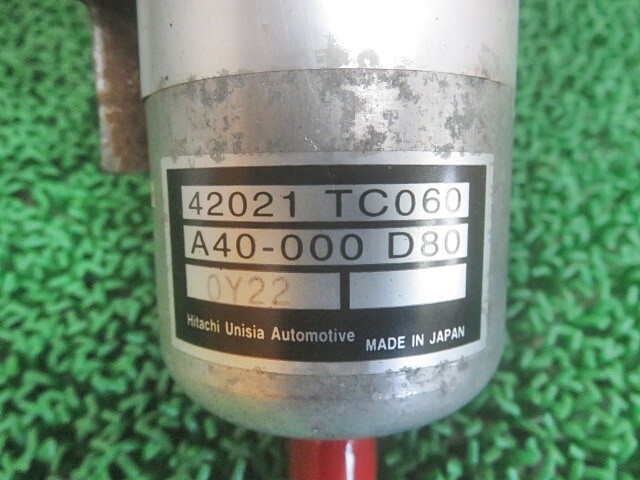 42021 TC060
A40-000 D80
0Y22
Hitachi Unisia Automotive MADE IN JAPAN